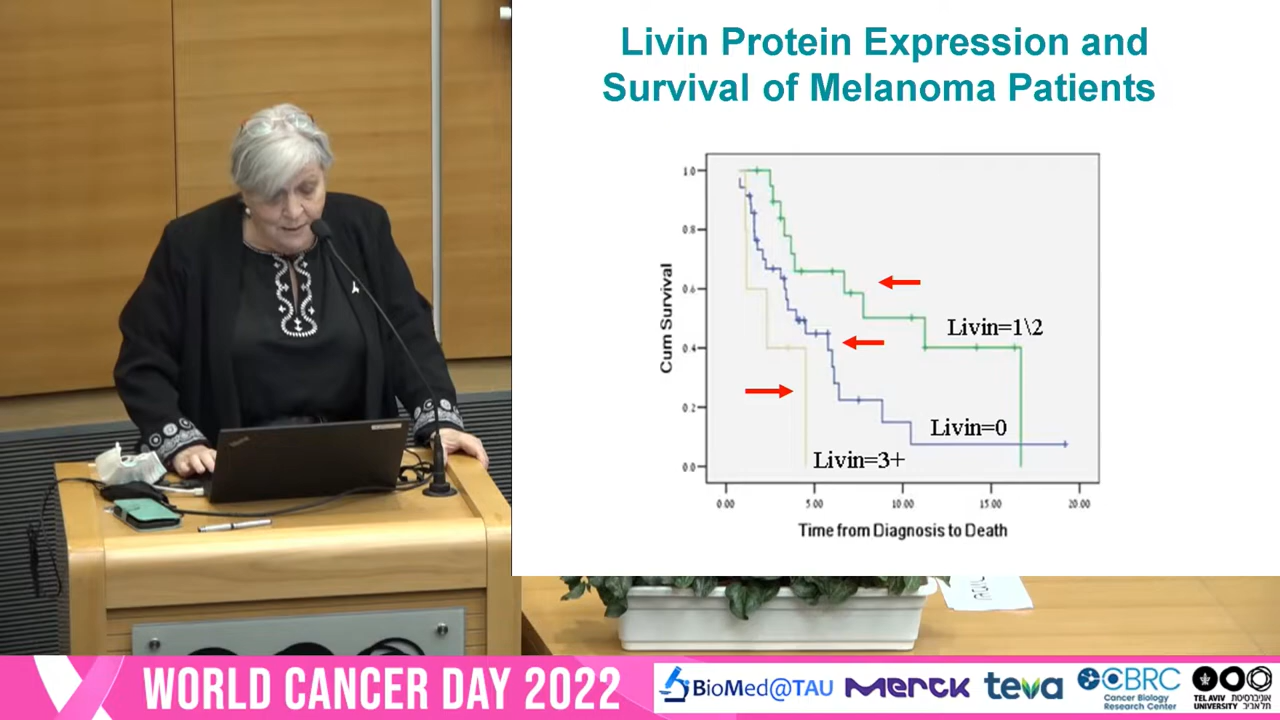 Livin Protein Expression and
Survival of Melanoma Patients
1.0
0.8
0.6
0.4
0.2
0.0
Cum Survival
Livin=1\2
Livin=0
Livin=3+
0.00 5.00 10.00 15.00 20.00
Time from Diagnosis to Death
WORLD CANCER DAY 2022
BioMed@TAU
MERCK
teva
CBRC
Cancer Biology
Research Center
TEL AVIV אוניברסיטת
UNIVERSITY תל אביב